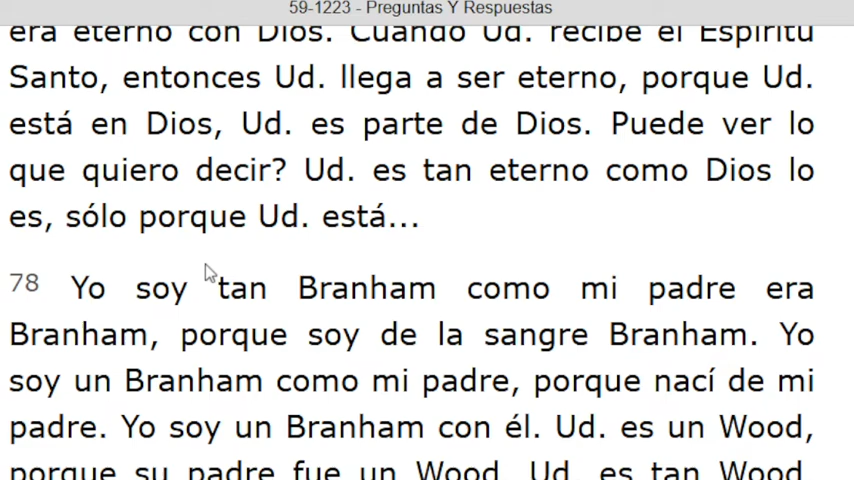 59-1223 - Preguntas Y Respuestas
era eterno con Dios. Cuando Ud. recibe el Espíritu
Santo, entonces Ud. llega a ser eterno, porque Ud.
está en Dios, Ud. es parte de Dios. Puede ver lo
que quiero decir? Ud. es tan eterno como Dios lo
es, sólo porque Ud. está...
78 Yo soy tan Branham como mi padre era
Branham, porque soy de la sangre Branham. Yo
soy un Branham como mi padre, porque nací de mi
padre. Yo soy un Branham con él. Ud. es un Wood,
porque su padre fue un Wood. Ud. es tan Wood